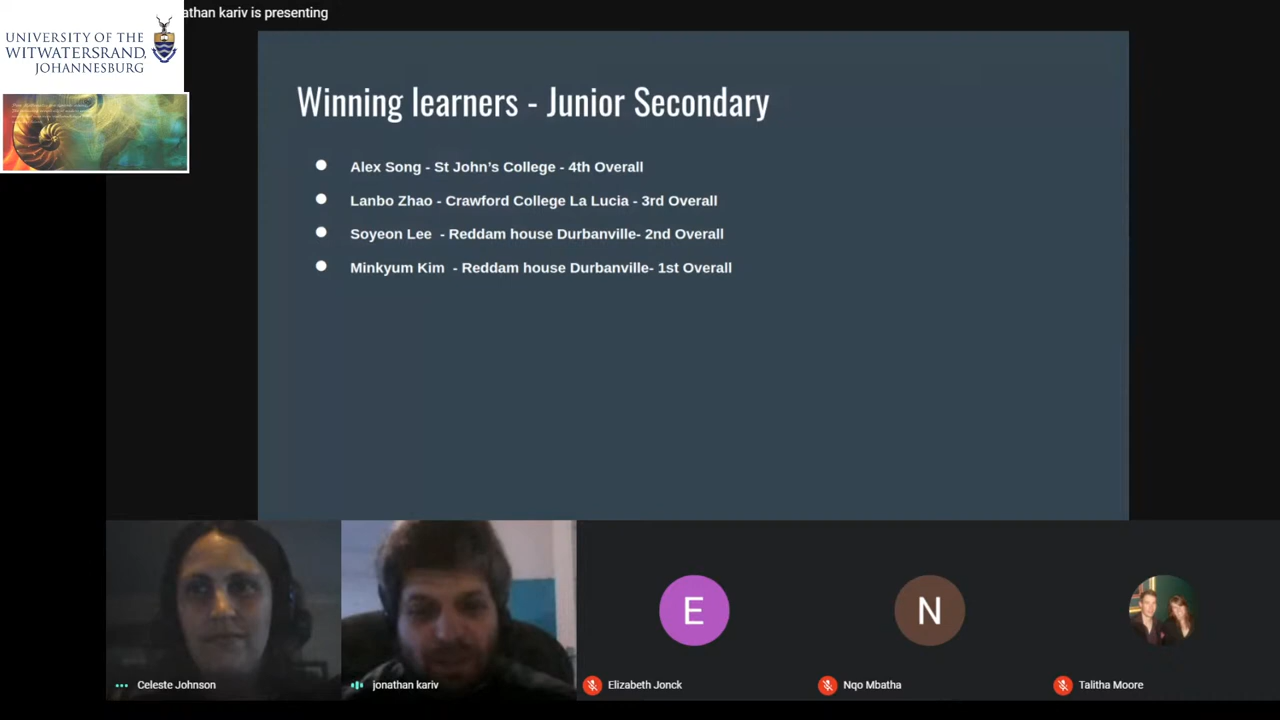 athan kariv is presenting
UNIVERSITY OF THE
WITWATERSRAND,
JOHANNESBURG
Winning learners - Junior Secondary
Alex Song - St John's College - 4th Overall
Lanbo Zhao - Crawford College La Lucia - 3rd Overall
Soyeon Lee - Reddam house Durbanville- 2nd Overall
Minkyum Kim - Reddam house Durbanville- 1st Overall
E
N
Celeste Johnson
jonathan kariv
Elizabeth Jonck
Nqo Mbatha
Talitha Moore